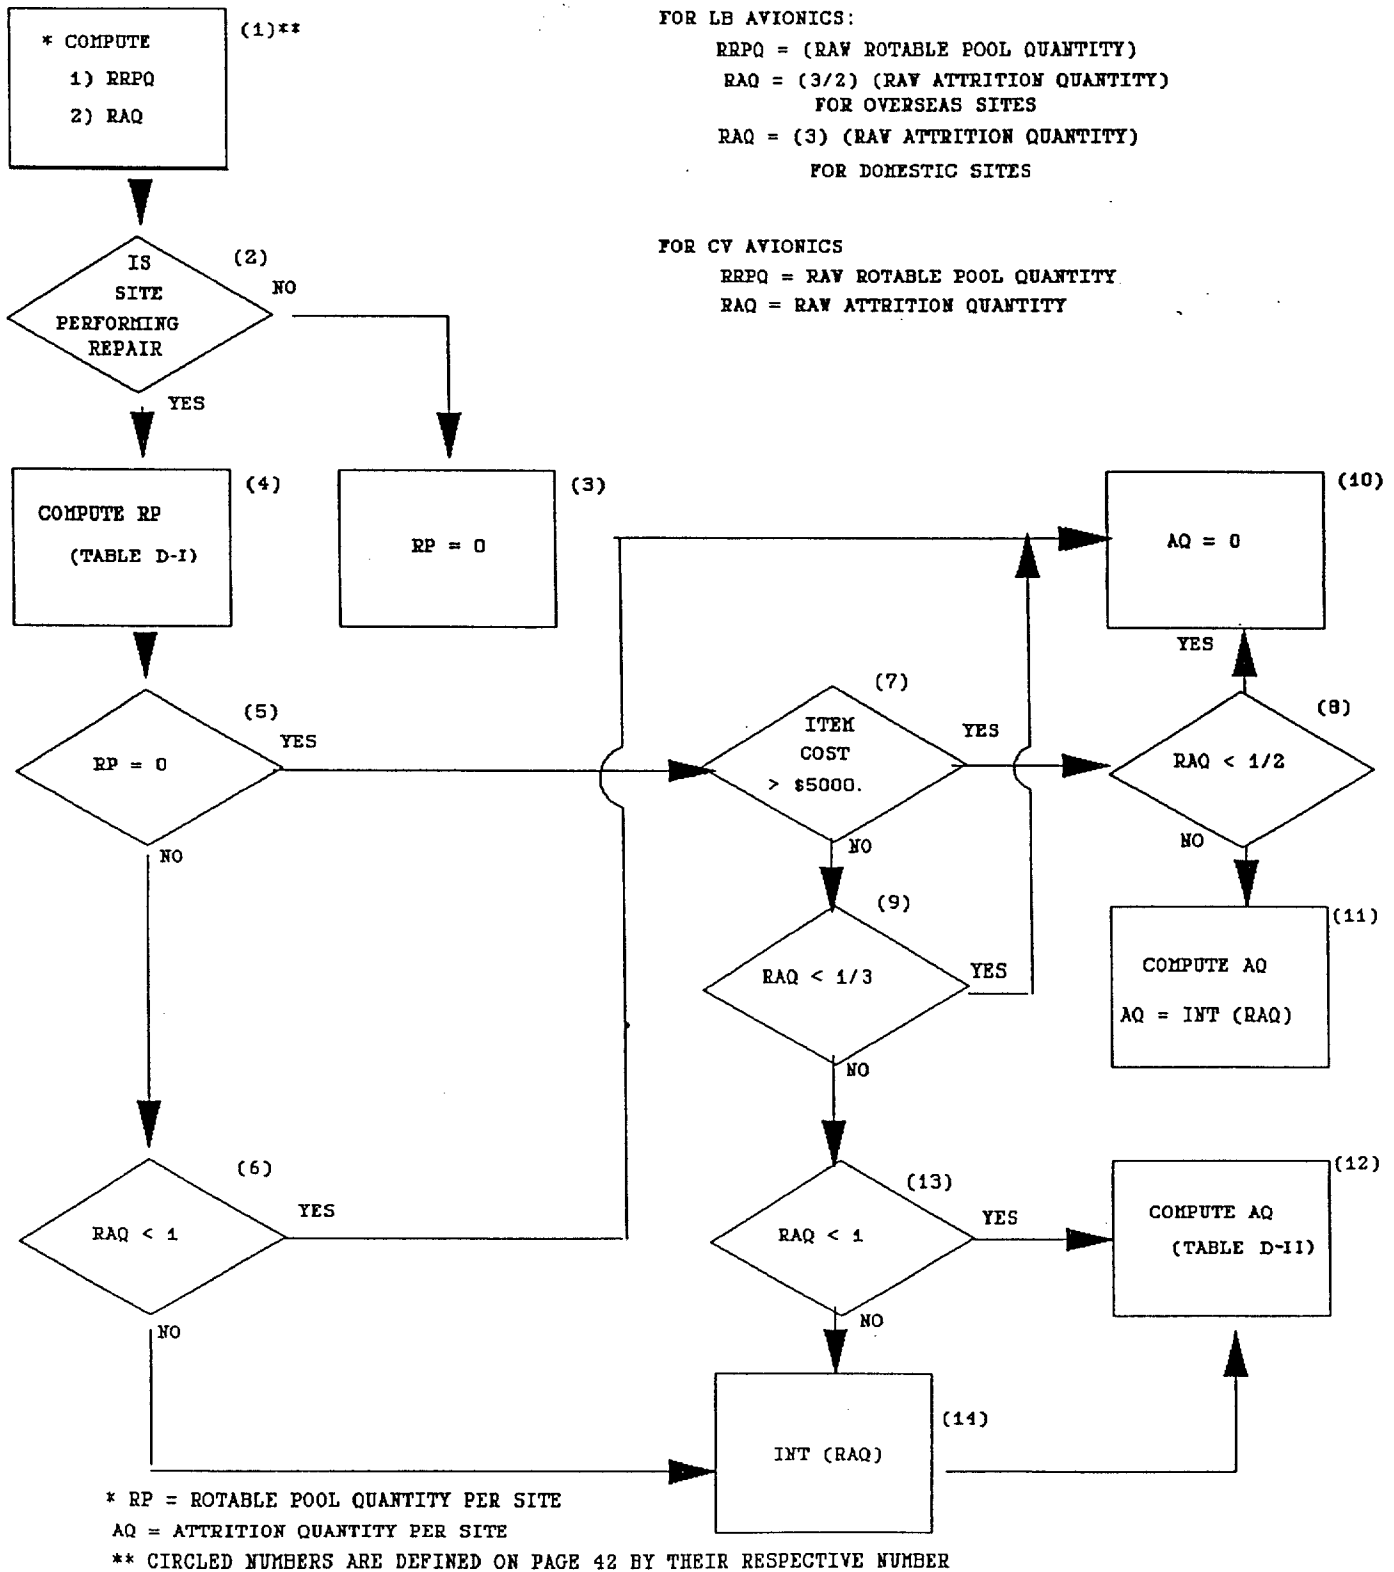 * COMPUTE
1) RRPQ
2) RAQ
(1)**
FOR LB AVIONICS:
RRPQ = (RAW ROTABLE POOL QUANTITY)
RAQ = (3/2) (RAW ATTRITION QUANTITY)
FOR OVERSEAS SITES
RAQ = (3) (RAW ATTRITION QUANTITY)
FOR DOMESTIC SITES
FOR CV AVIONICS
RRPQ = RAW ROTABLE POOL QUANTITY
RAQ = RAW ATTRITION QUANTITY
(2)
IS
SITE
PERFORMING
REPAIR
NO
YES
(4)
COMPUTE RP
(TABLE D-I)
(3)
RP = 0
(10)
AQ = 0
YES
(5)
RP = 0
YES
NO
(7)
ITEM
COST
> $5000.
YES
NO
(8)
RAQ < 1/2
NO
(9)
RAQ < 1/3
YES
NO
(11)
COMPUTE AQ
AQ = INT (RAQ)
(6)
RAQ < 1
YES
NO
(13)
RAQ < 1
YES
NO
(12)
COMPUTE AQ
(TABLE D-II)
(14)
INT (RAQ)
* RP = ROTABLE POOL QUANTITY PER SITE
AQ = ATTRITION QUANTITY PER SITE
** CIRCLED NUMBERS ARE DEFINED ON PAGE 42 BY THEIR RESPECTIVE NUMBER